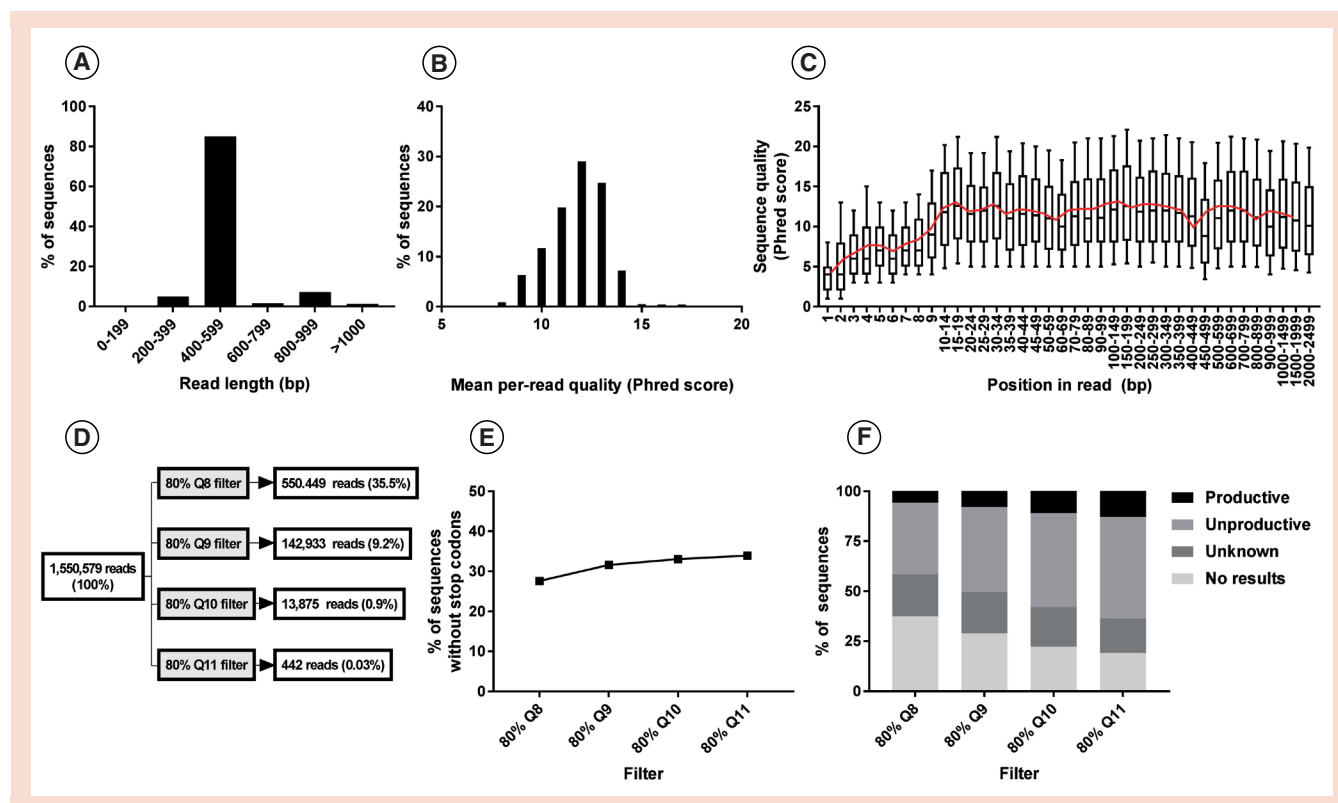 A
100
80
60
40
20
0
% of sequences
0-199
200-399
400-599
600-799
800-999
>1000
Read length (bp)
B
40
30
20
10
0
% of sequences
5
10
15
20
Mean per-read quality (Phred score)
C
25
20
15
10
5
0
Sequence quality
(Phred score)
1
2
3
4
5
6
7
8
9
10-14
15-19
20-24
25-29
30-34
35-39
40-44
45-49
50-59
60-69
70-79
80-89
90-99
100-149
150-199
200-249
250-299
300-349
350-399
400-449
450-499
500-599
600-699
700-799
800-899
900-999
1000-1499
1500-1999
2000-2499
Position in read (bp)
D
1,550,579 reads
(100%)
80% Q8 filter
550.449 reads (35.5%)
80% Q9 filter
142,933 reads (9.2%)
80% Q10 filter
13,875 reads (0.9%)
80% Q11 filter
442 reads (0.03%)
E
50
40
30
20
10
0
% of sequences
without stop codons
80% Q8
80% Q9
80% Q10
80% Q11
Filter
F
100
75
50
25
0
% of sequences
80% Q8
80% Q9
80% Q10
80% Q11
Filter
Productive
Unproductive
Unknown
No results